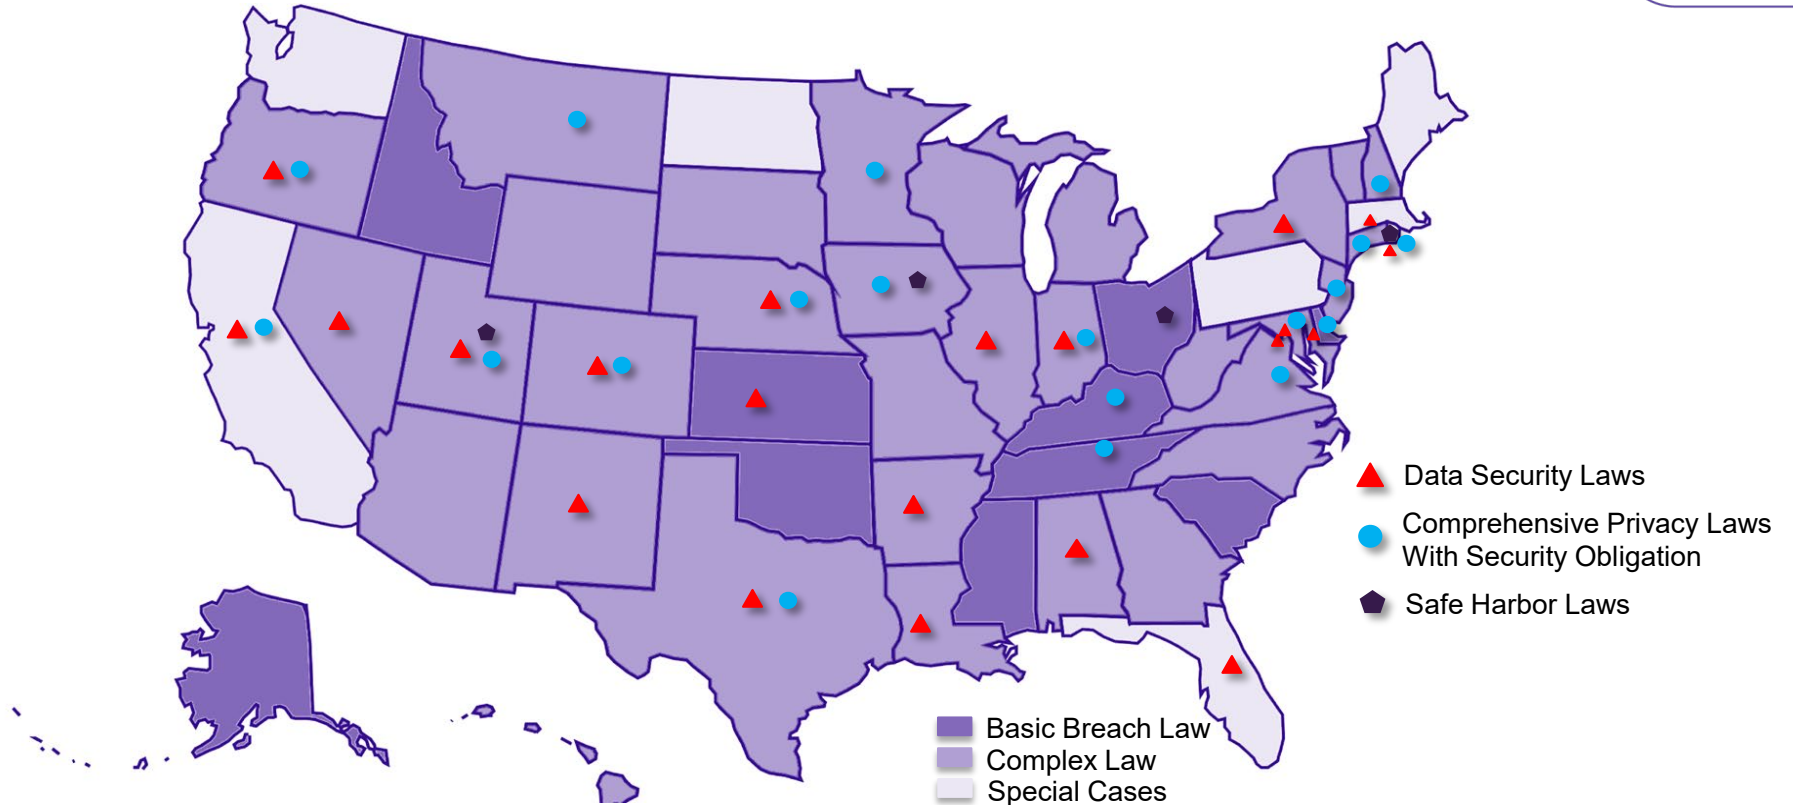 Data Security Laws
Comprehensive Privacy Laws
With Security Obligation
Safe Harbor Laws
Basic Breach Law
Complex Law
Special Cases